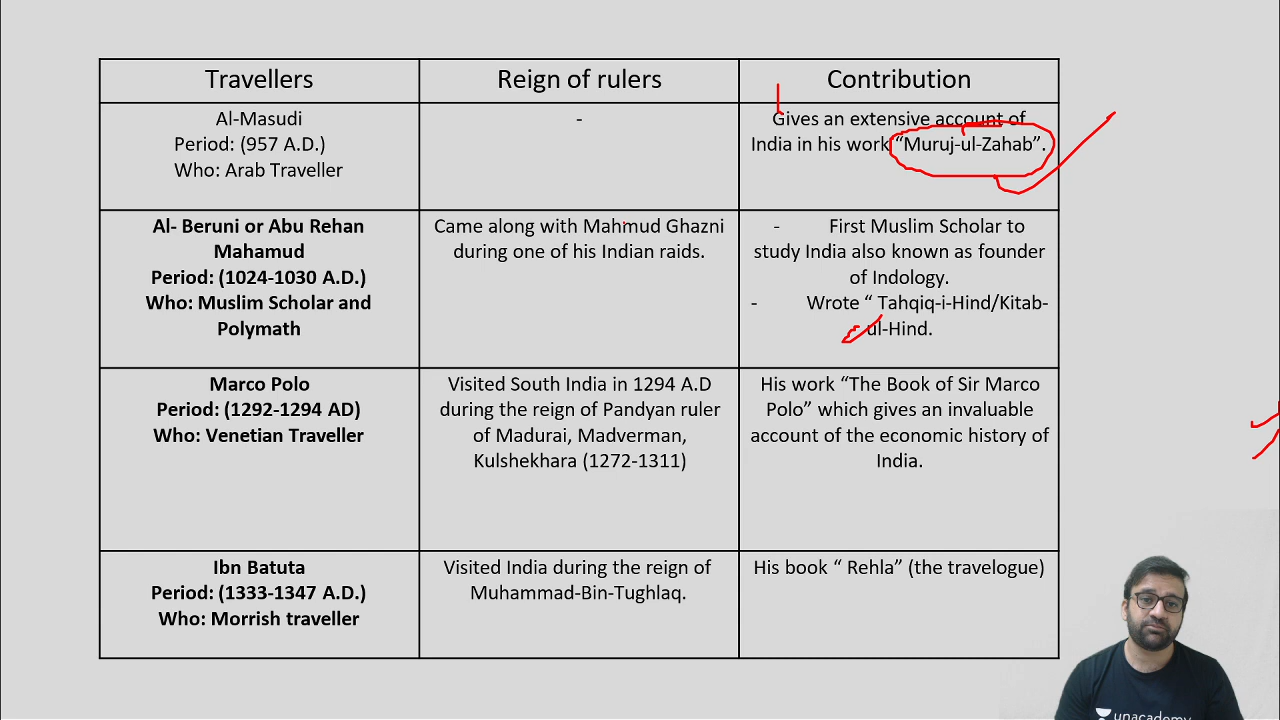 Travellers
Reign of rulers
Contribution
Al-Masudi
Period: (957 A.D.)
Who: Arab Traveller
-
Gives an extensive account of
India in his work “Muruj-ul-Zahab”.
Al- Beruni or Abu Rehan
Mahamud
Period: (1024-1030 A.D.)
Who: Muslim Scholar and
Polymath
Came along with Mahmud Ghazni
during one of his Indian raids.
- First Muslim Scholar to
study India also known as founder
of Indology.
- Wrote “ Tahqiq-i-Hind/Kitab-
ul-Hind.
Marco Polo
Period: (1292-1294 AD)
Who: Venetian Traveller
Visited South India in 1294 A.D
during the reign of Pandyan ruler
of Madurai, Madverman,
Kulshekhara (1272-1311)
His work “The Book of Sir Marco
Polo” which gives an invaluable
account of the economic history of
India.
Ibn Batuta
Period: (1333-1347 A.D.)
Who: Morrish traveller
Visited India during the reign of
Muhammad-Bin-Tughlaq.
His book “ Rehla” (the travelogue)
unacademy